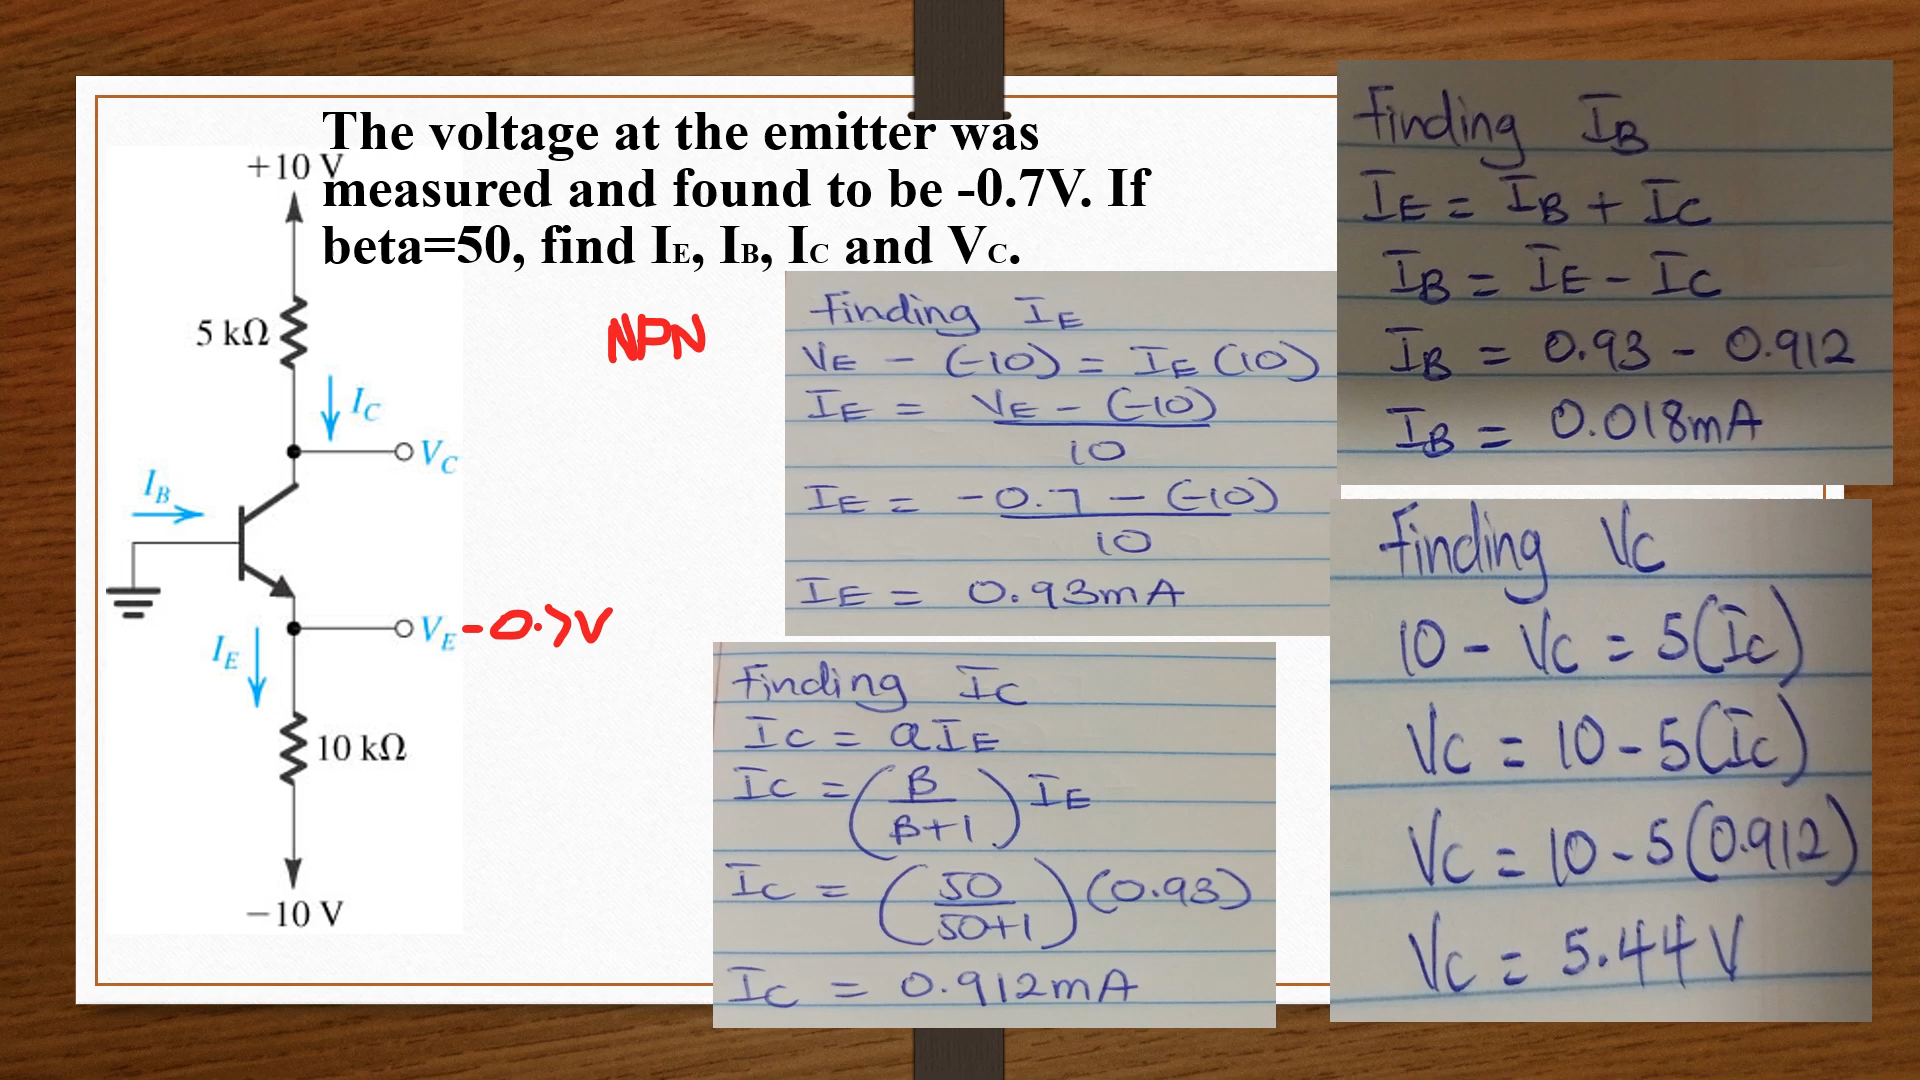 The voltage at the emitter was
measured and found to be -0.7V. If
beta=50, find IE, IB, IC and VC.
+10 V
5 kΩ
IC
VC
IB
VE -0.7V
IE
10 kΩ
−10 V
NPN
Finding IE
VE - (-10) = IE (10)
IE = VE - (-10)
10
IE = -0.7 - (-10)
10
IE = 0.93mA
Finding IC
IC = αIE
IC = (β / β+1) IE
IC = (50 / 50+1) (0.93)
IC = 0.912mA
Finding IB
IE = IB + IC
IB = IE - IC
IB = 0.93 - 0.912
IB = 0.018mA
Finding VC
10 - VC = 5(IC)
VC = 10 - 5(IC)
VC = 10 - 5(0.912)
VC = 5.44 V